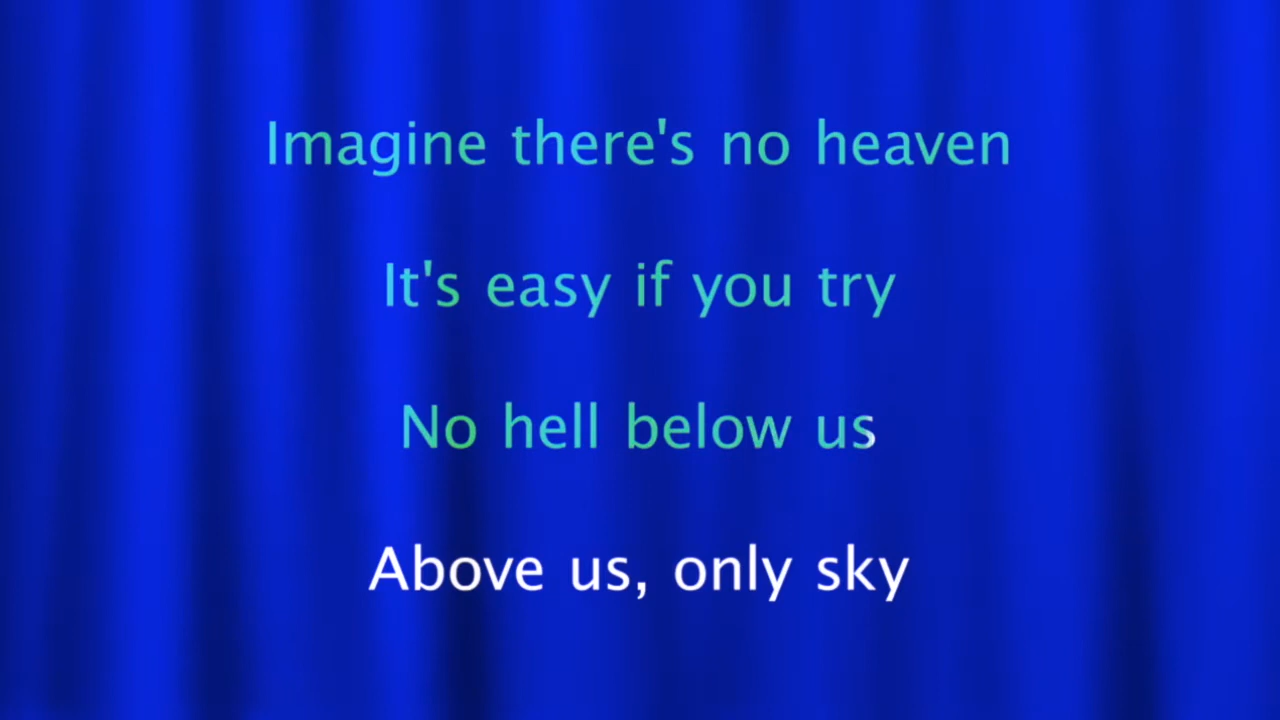 Imagine there's no heaven
It's easy if you try
No hell below us
Above us, only sky